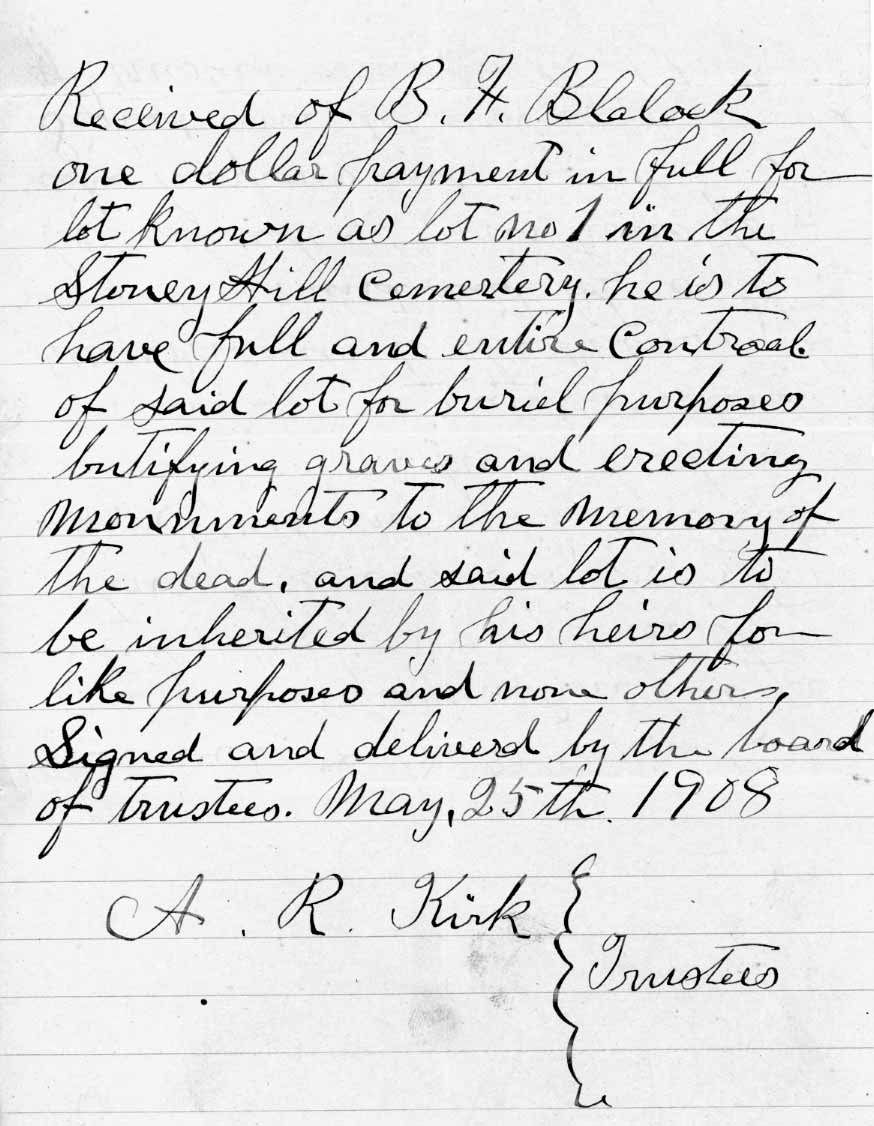 Received of B. F. Blalock
one dollar payment in full for
lot known as lot no 1 in the
Stoney Hill Cemertery. he is to
have full and entire Controal
of said lot for buriel purposes
butifying graves and erecting
Monnments to the Memory of
the dead, and said lot is to
be inherited by his heirs for
like purposes and none others,
Signed and deliverd by the board
of trustees. May, 25th. 1908
A. R. Kirk
Trustees